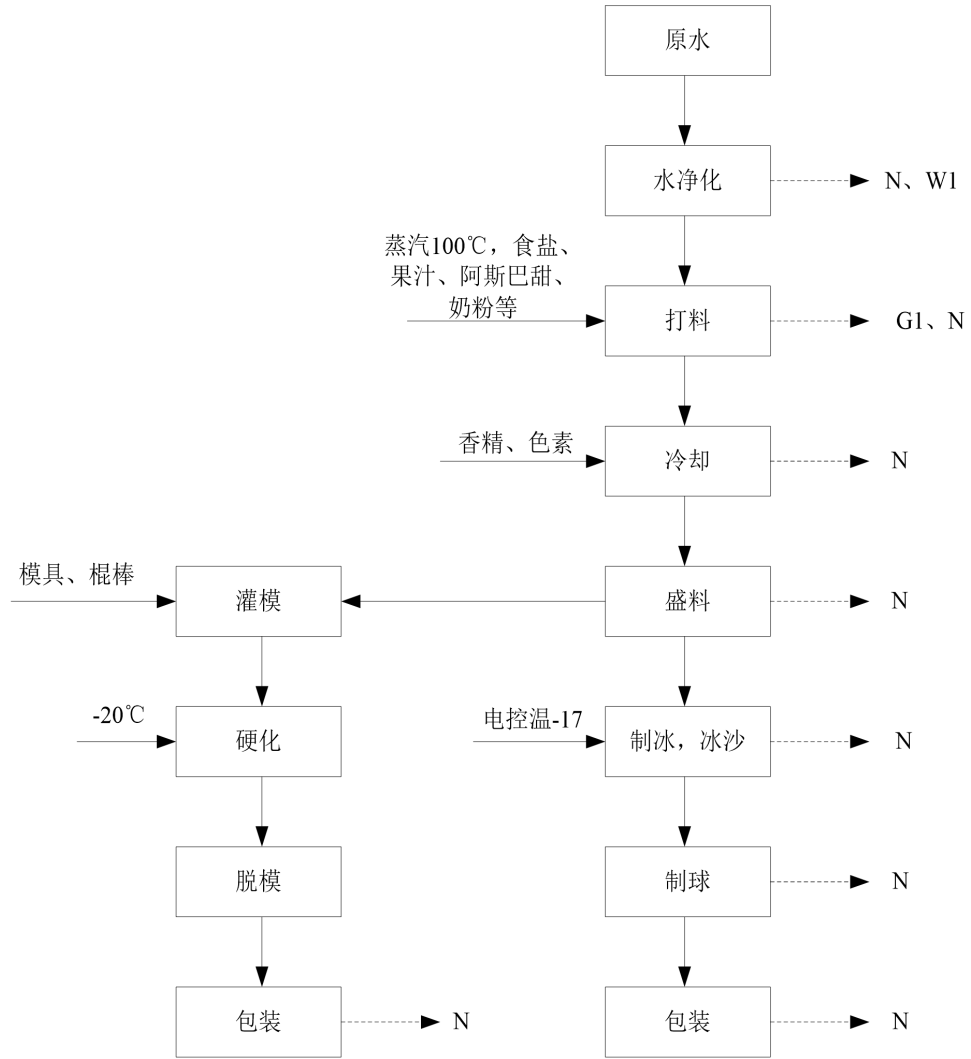 原水
水净化
N、W1
蒸汽100℃，食盐、
果汁、阿斯巴甜、
奶粉等
打料
G1、N
香精、色素
冷却
N
模具、棍棒
灌模
盛料
N
-20℃
硬化
电控温-17
制冰，冰沙
N
脱模
制球
N
包装
N
包装
N